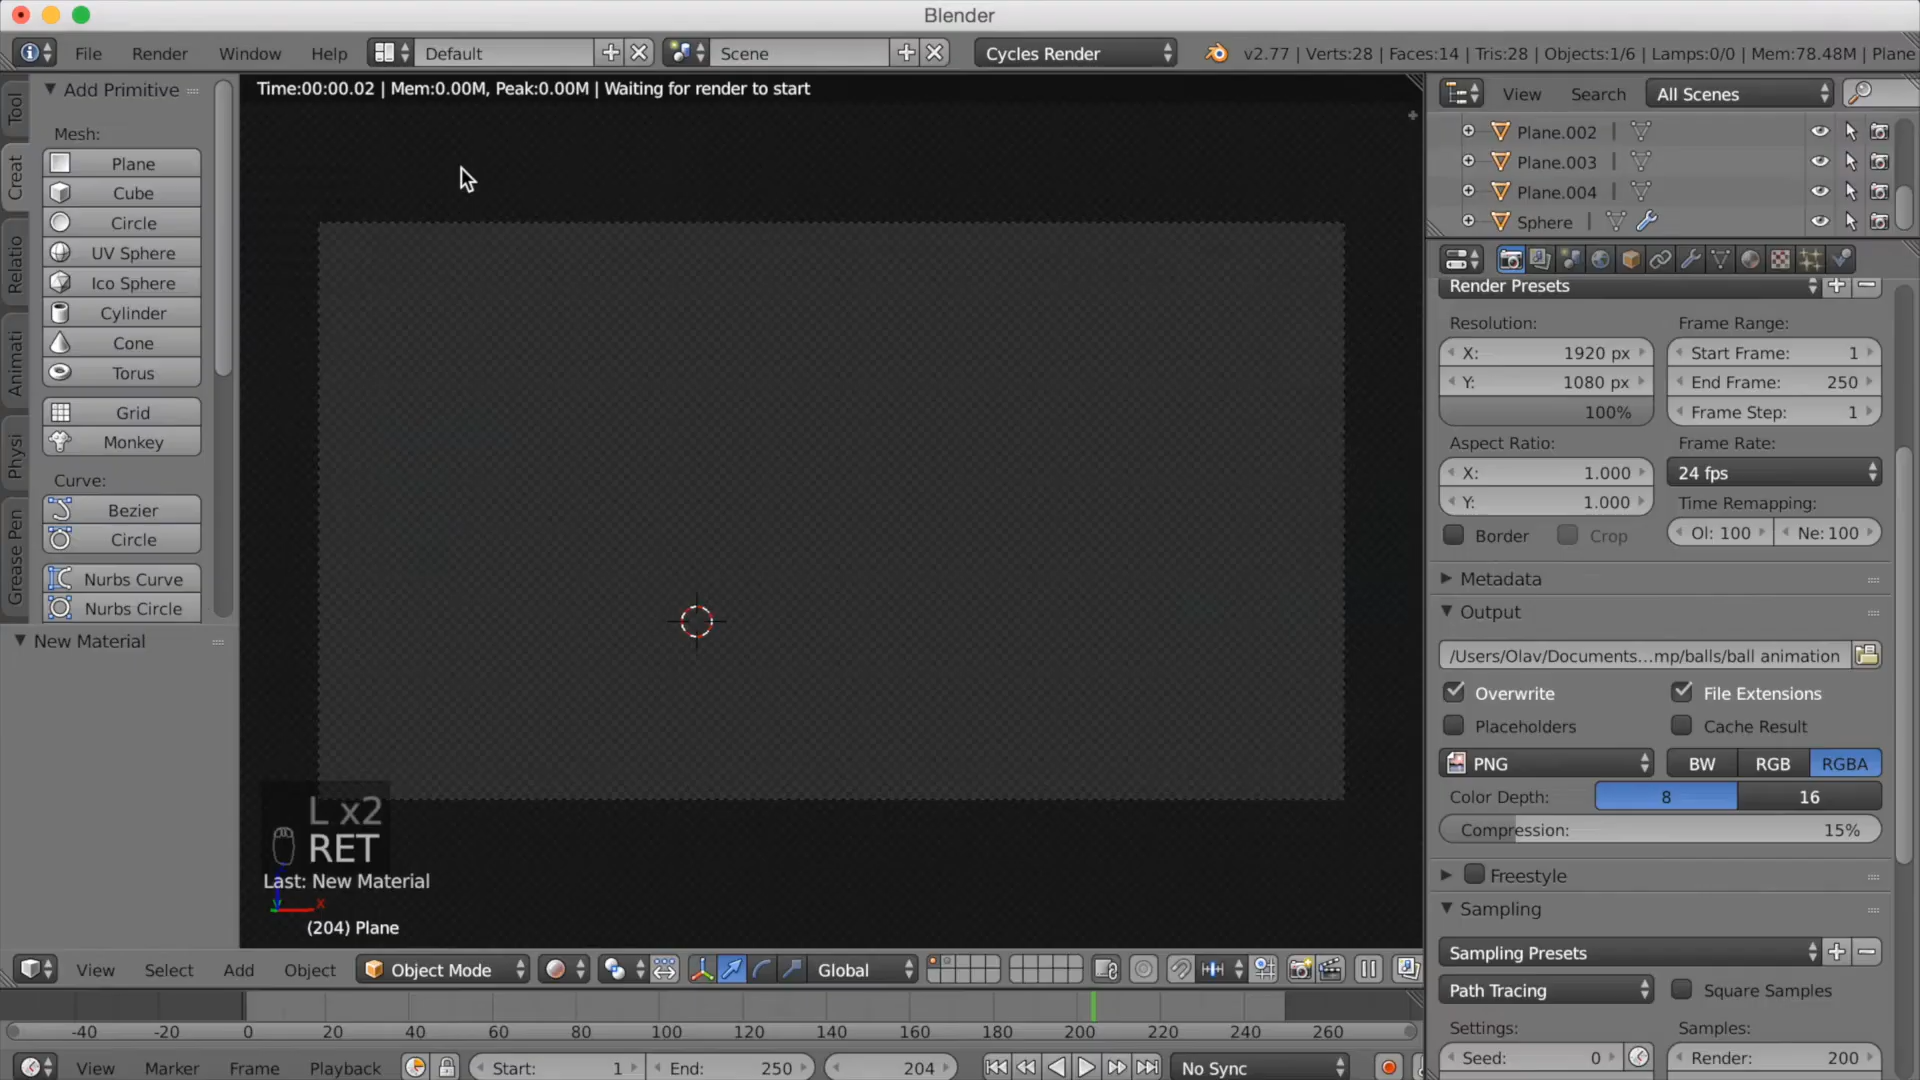 Blender
File Render Window Help Default Scene Cycles Render v2.77 | Verts:28 | Faces:14 | Tris:28 | Objects:1/6 | Lamps:0/0 | Mem:78.48M | Plane
Time:00:00.02 | Mem:0.00M, Peak:0.00M | Waiting for render to start
View Search All Scenes
Plane.002
Plane.003
Plane.004
Sphere
Tool
Creat
Relatio
Animati
Physi
Grease Pen
Add Primitive
Mesh:
Plane
Cube
Circle
UV Sphere
Ico Sphere
Cylinder
Cone
Torus
Grid
Monkey
Curve:
Bezier
Circle
Nurbs Curve
Nurbs Circle
New Material
L x2
RET
Last: New Material
x
(204) Plane
Render Presets
Resolution: Frame Range:
X: 1920 px Start Frame: 1
Y: 1080 px End Frame: 250
100% Frame Step: 1
Aspect Ratio: Frame Rate:
X: 1.000 24 fps
Y: 1.000 Time Remapping:
Border Crop Ol: 100 Ne: 100
Metadata
Output
/Users/Olav/Documents...mp/balls/ball animation
Overwrite File Extensions
Placeholders Cache Result
PNG BW RGB RGBA
Color Depth: 8 16
Compression: 15%
Freestyle
Sampling
Sampling Presets
Path Tracing Square Samples
Settings: Samples:
Seed: 0 Render: 200
View Select Add Object Object Mode Global
-40 -20 0 20 40 60 80 100 120 140 160 180 200 220 240 260
View Marker Frame Playback Start: 1 End: 250 204 No Sync